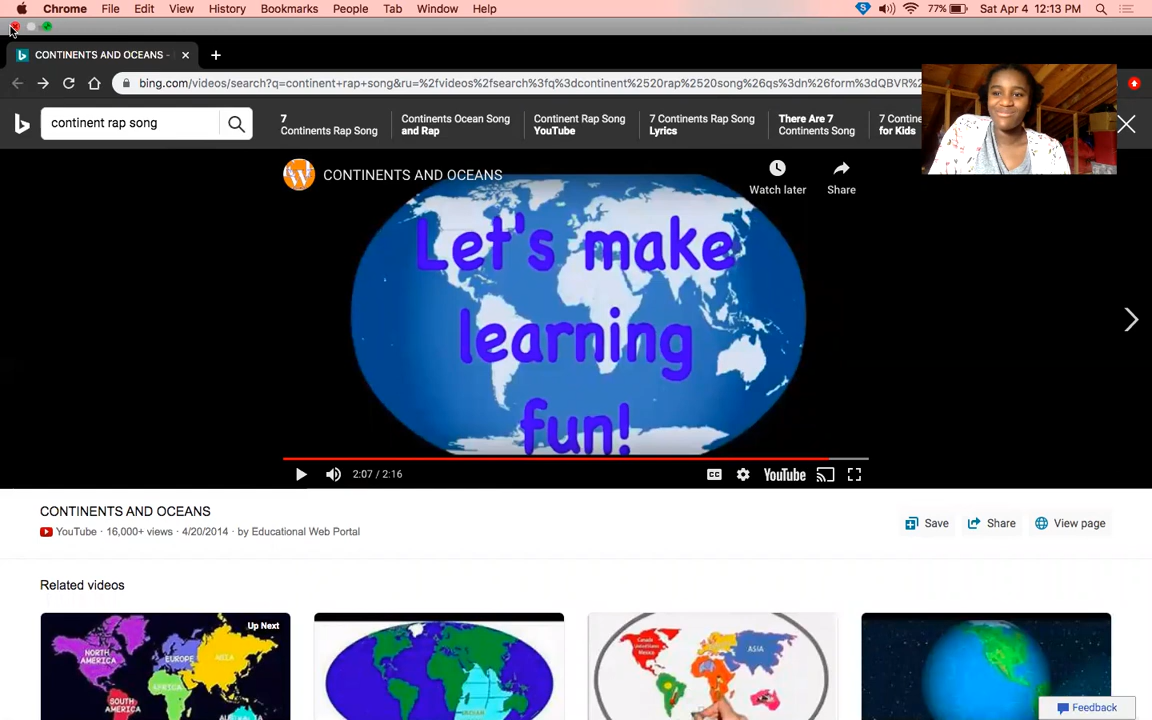 Chrome File Edit View History Bookmarks People Tab Window Help 77% Sat Apr 4 12:13 PM
CONTINENTS AND OCEANS -
bing.com/videos/search?q=continent+rap+song&ru=%2fvideos%2fsearch%3fq%3dcontinent%2520rap%2520song%26qs%3dn%26form%3dQBVR%
continent rap song
7
Continents Rap Song
Continents Ocean Song
and Rap
Continent Rap Song
YouTube
7 Continents Rap Song
Lyrics
There Are 7
Continents Song
7 Contine
for Kids
CONTINENTS AND OCEANS
Watch later
Share
Let's make
learning
fun!
2:07 / 2:16
CC
YouTube
CONTINENTS AND OCEANS
YouTube · 16,000+ views · 4/20/2014 · by Educational Web Portal
Save Share View page
Related videos
Up Next
NORTH
AMERICA
EUROPE
ASIA
AFRICA
SOUTH
AMERICA
ASIA
Feedback